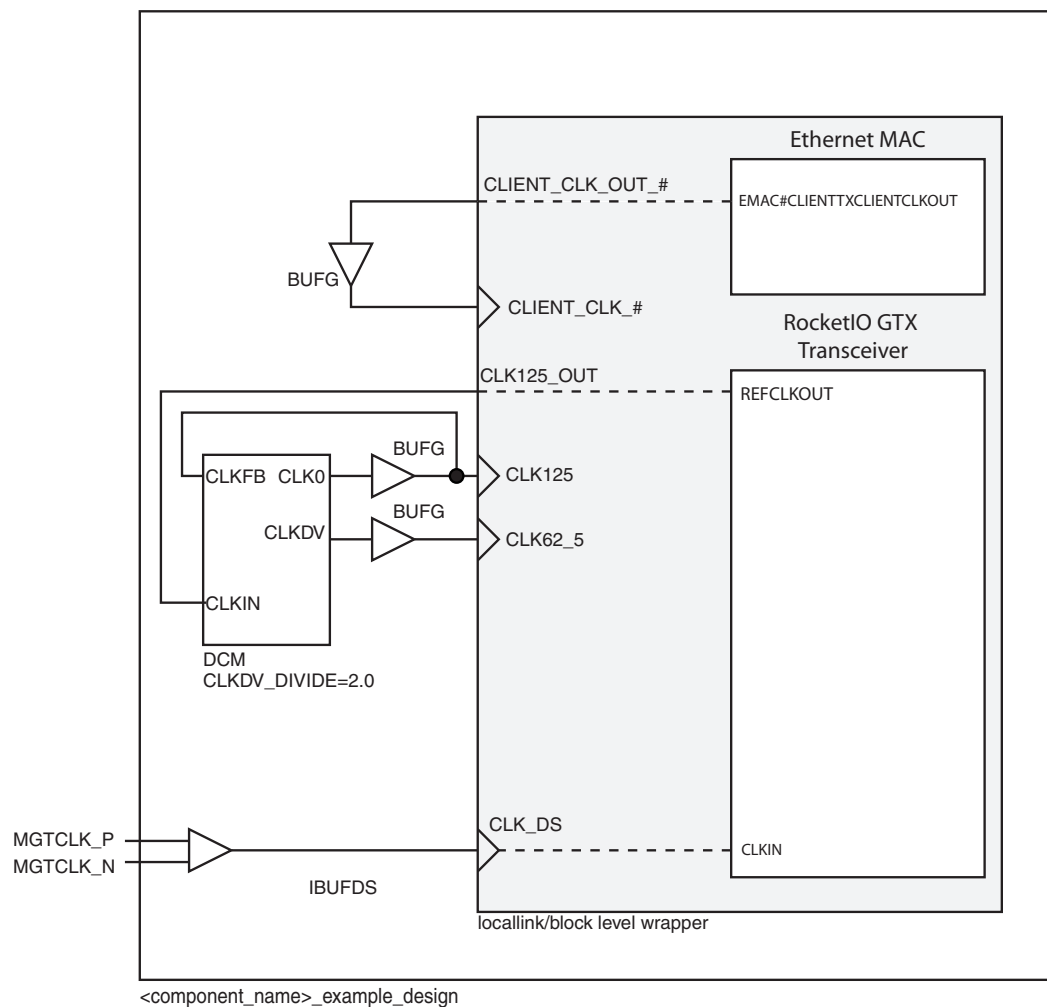 Ethernet MAC
CLIENT_CLK_OUT_#
EMAC#CLIENTTXCLIENTCLKOUT
BUFG
CLIENT_CLK_#
RocketIO GTX
Transceiver
CLK125_OUT
REFCLKOUT
BUFG
CLKFB CLK0
CLK125
BUFG
CLKDV
CLK62_5
CLKIN
DCM
CLKDV_DIVIDE=2.0
CLK_DS
MGTCLK_P
MGTCLK_N
CLKIN
IBUFDS
locallink/block level wrapper
<component_name>_example_design